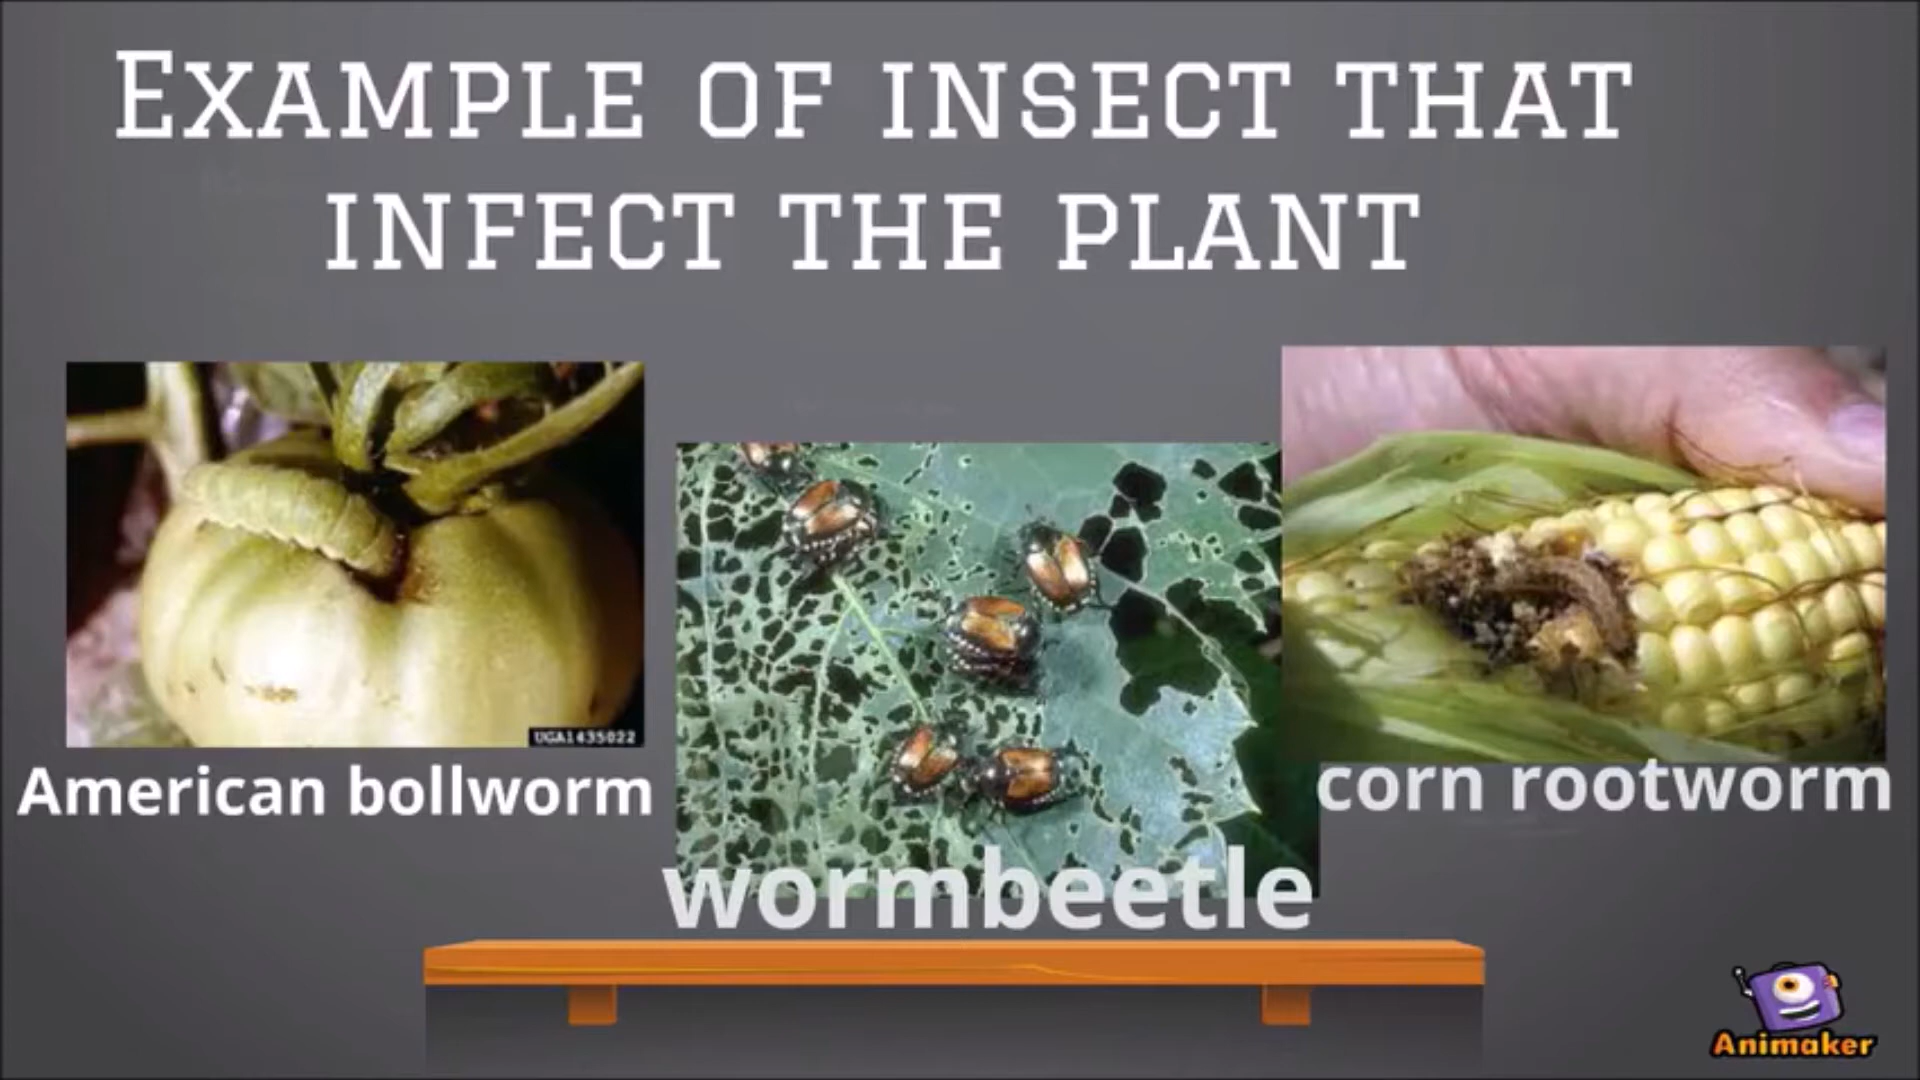 EXAMPLE OF INSECT THAT
INFECT THE PLANT
UGA1435022
American bollworm
corn rootworm
wormbeetle
Animaker